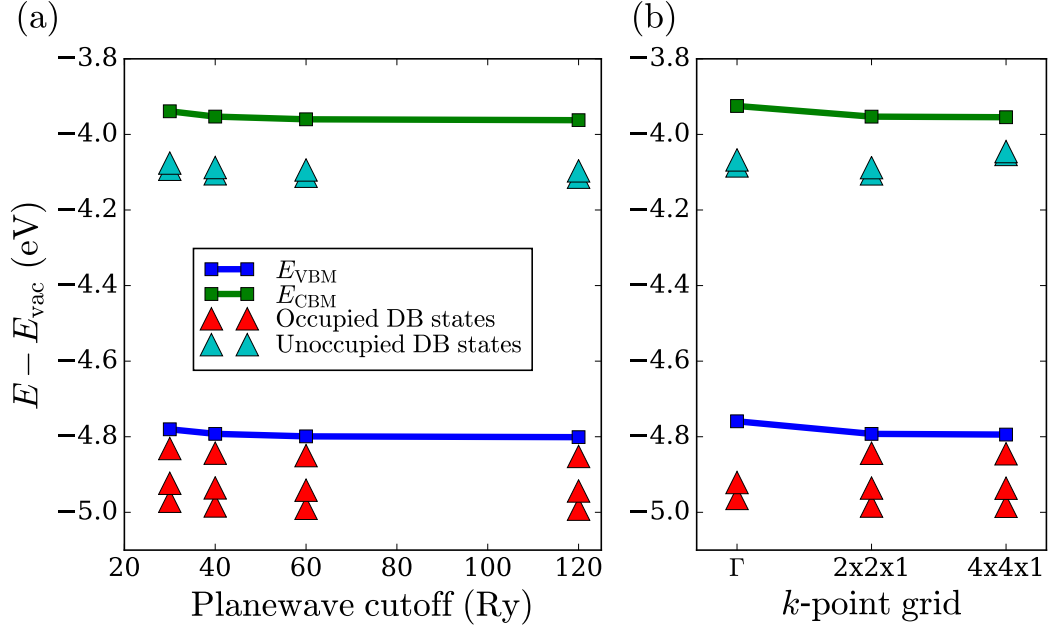 (a)
(b)
−3.8
−4.0
−4.2
−4.4
−4.6
−4.8
−5.0
E − E_vac (eV)
E_VBM
E_CBM
Occupied DB states
Unoccupied DB states
20 40 60 80 100 120
Planewave cutoff (Ry)
−3.8
−4.0
−4.2
−4.4
−4.6
−4.8
−5.0
Γ 2x2x1 4x4x1
k-point grid